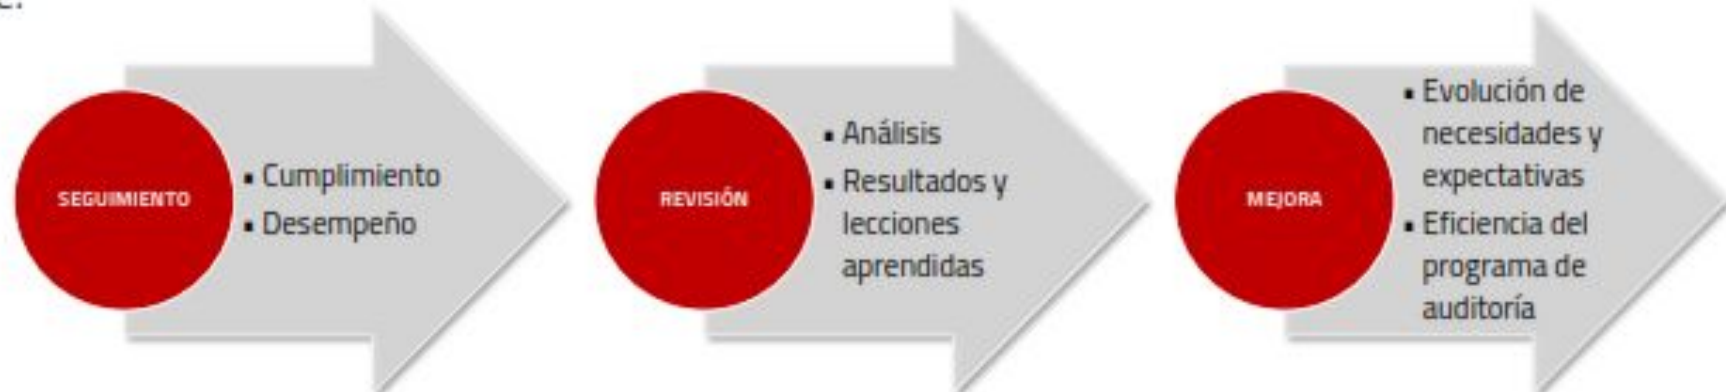 SEGUIMIENTO
▪ Cumplimiento
▪ Desempeño
REVISIÓN
▪ Análisis
▪ Resultados y
lecciones
aprendidas
MEJORA
▪ Evolución de
necesidades y
expectativas
▪ Eficiencia del
programa de
auditoría